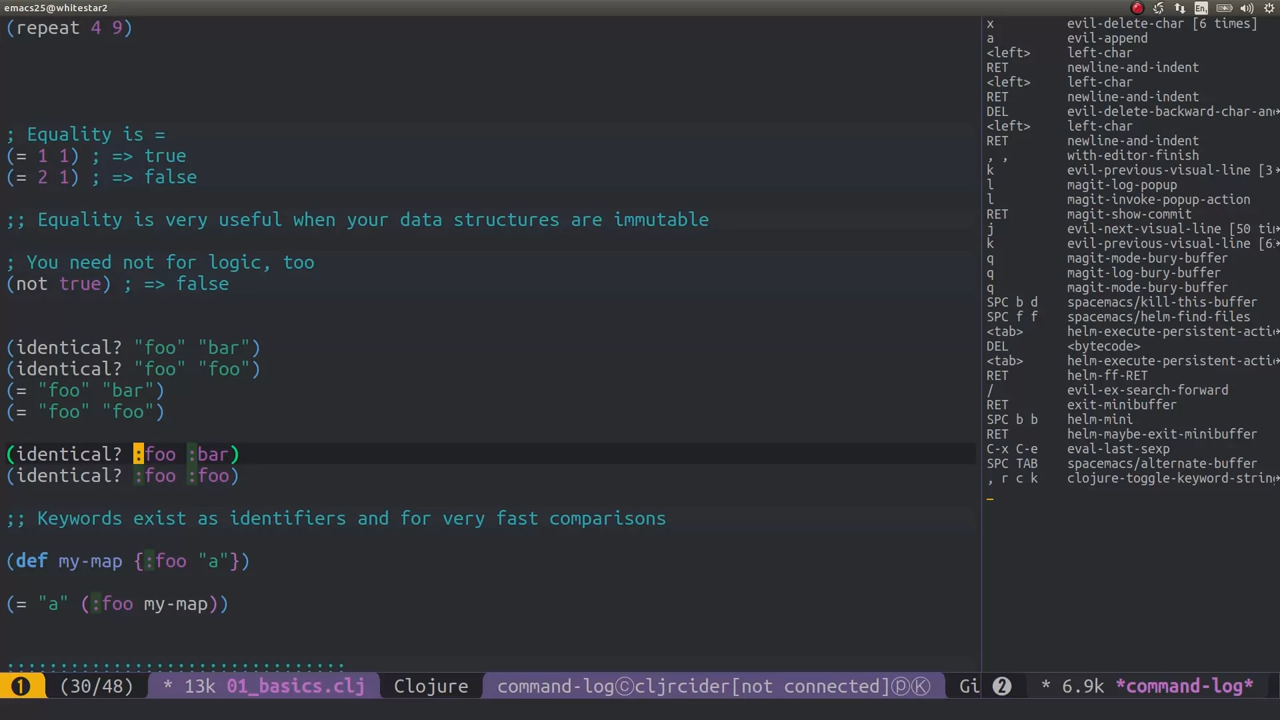 emacs25@whitestar2
En
(repeat 4 9)
; Equality is =
(= 1 1) ; => true
(= 2 1) ; => false
;; Equality is very useful when your data structures are immutable
; You need not for logic, too
(not true) ; => false
(identical? "foo" "bar")
(identical? "foo" "foo")
(= "foo" "bar")
(= "foo" "foo")
(identical? :foo :bar)
(identical? :foo :foo)
;; Keywords exist as identifiers and for very fast comparisons
(def my-map {:foo "a"})
(= "a" (:foo my-map))
;;;;;;;;;;;;;;;;;;;;;;;;;;;;;;;;
❶ (30/48) * 13k 01_basics.clj Clojure command-logⓒcljrcider[not connected]ⓟⓀ Gi
x evil-delete-char [6 times]
a evil-append
<left> left-char
RET newline-and-indent
<left> left-char
RET newline-and-indent
DEL evil-delete-backward-char-an
<left> left-char
RET newline-and-indent
, , with-editor-finish
k evil-previous-visual-line [3
l magit-log-popup
l magit-invoke-popup-action
RET magit-show-commit
j evil-next-visual-line [50 ti
k evil-previous-visual-line [6
q magit-mode-bury-buffer
q magit-log-bury-buffer
q magit-mode-bury-buffer
SPC b d spacemacs/kill-this-buffer
SPC f f spacemacs/helm-find-files
<tab> helm-execute-persistent-acti
DEL <bytecode>
<tab> helm-execute-persistent-acti
RET helm-ff-RET
/ evil-ex-search-forward
RET exit-minibuffer
SPC b b helm-mini
RET helm-maybe-exit-minibuffer
C-x C-e eval-last-sexp
SPC TAB spacemacs/alternate-buffer
, r c k clojure-toggle-keyword-strin
❷ * 6.9k *command-log*